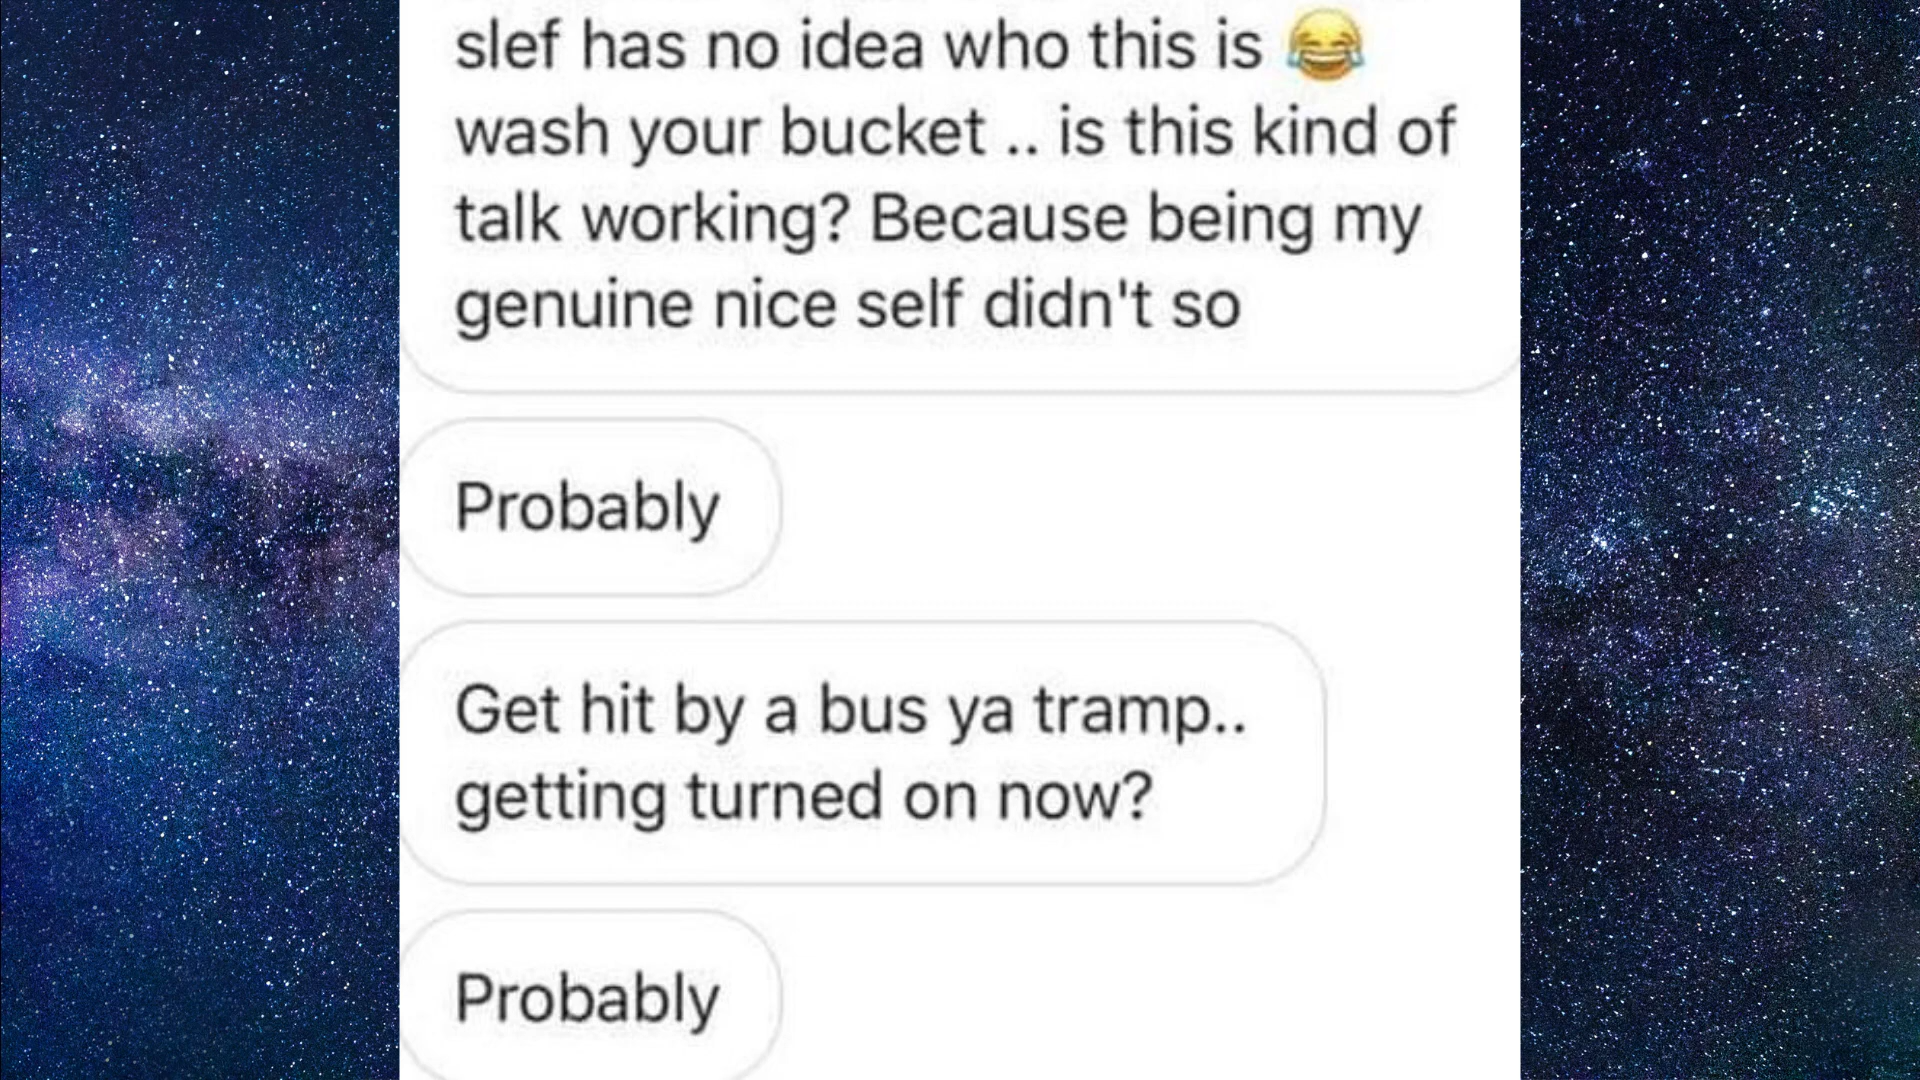 slef has no idea who this is 😂
wash your bucket .. is this kind of
talk working? Because being my
genuine nice self didn't so
Probably
Get hit by a bus ya tramp..
getting turned on now?
Probably